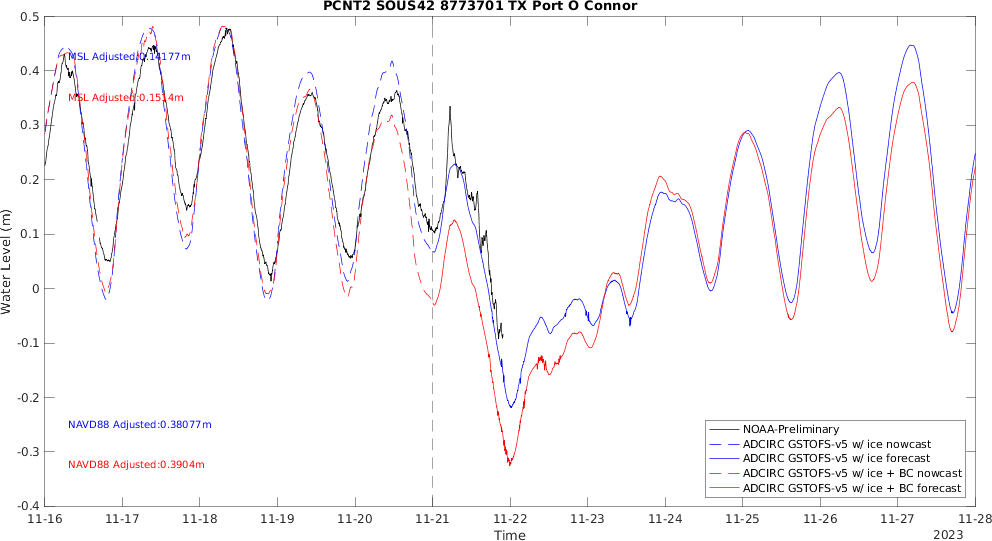 PCNT2 SOUS42 8773701 TX Port O Connor
0.5
0.4
0.3
0.2
0.1
0
-0.1
-0.2
-0.3
-0.4
Water Level (m)
MSL Adjusted:0.14177m
MSL Adjusted:0.1514m
NAVD88 Adjusted:0.38077m
NAVD88 Adjusted:0.3904m
NOAA-Preliminary
ADCIRC GSTOFS-v5 w/ ice nowcast
ADCIRC GSTOFS-v5 w/ ice forecast
ADCIRC GSTOFS-v5 w/ ice + BC nowcast
ADCIRC GSTOFS-v5 w/ ice + BC forecast
11-16 11-17 11-18 11-19 11-20 11-21 11-22 11-23 11-24 11-25 11-26 11-27 11-28
Time
2023